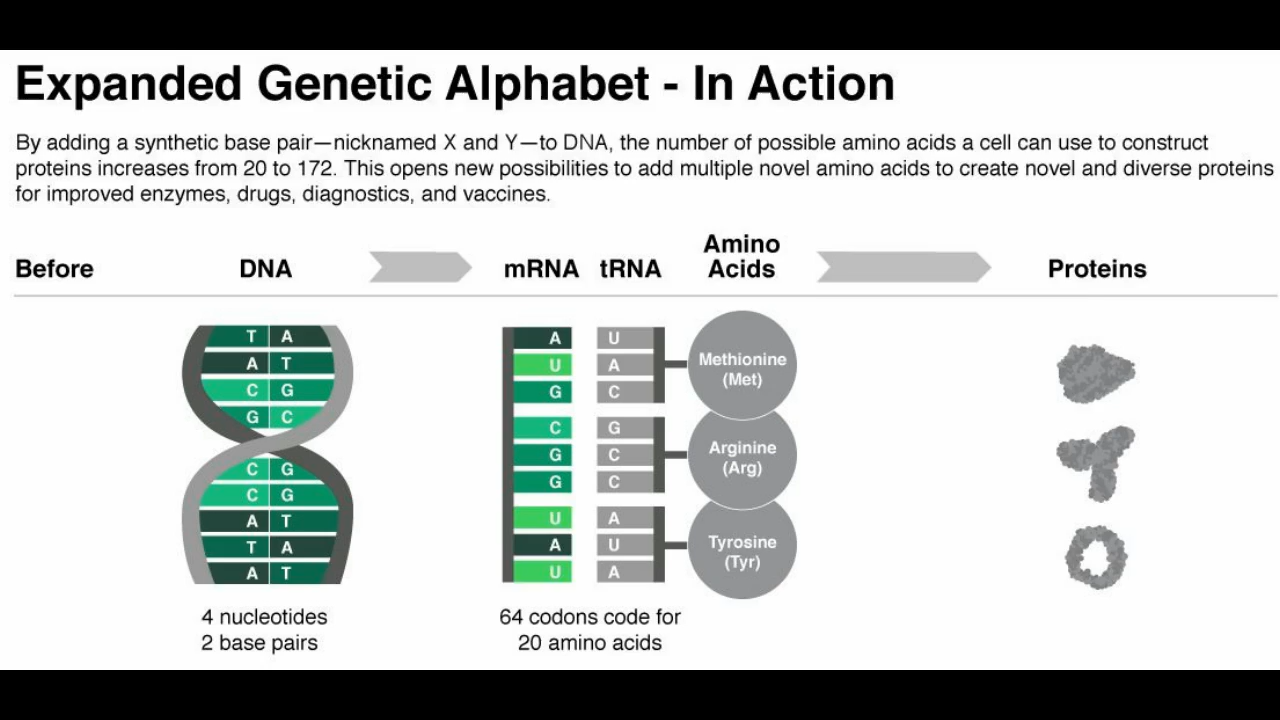 Expanded Genetic Alphabet - In Action
By adding a synthetic base pair—nicknamed X and Y—to DNA, the number of possible amino acids a cell can use to construct
proteins increases from 20 to 172. This opens new possibilities to add multiple novel amino acids to create novel and diverse proteins
for improved enzymes, drugs, diagnostics, and vaccines.
Before DNA mRNA tRNA Amino Acids Proteins
T A
A T
C G
G C
C G
C G
A T
T A
A T
4 nucleotides
2 base pairs
A U
U A
G C
Methionine
(Met)
C G
G C
G C
Arginine
(Arg)
U A
A U
U A
Tyrosine
(Tyr)
64 codons code for
20 amino acids